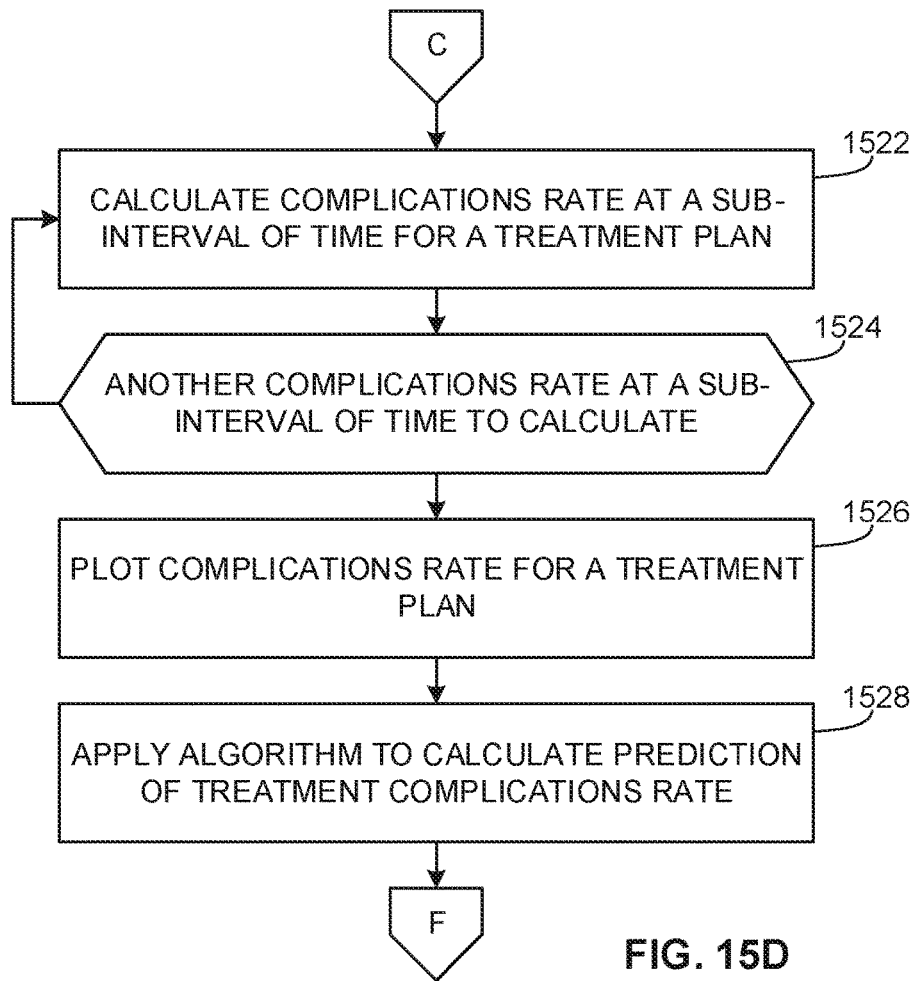 C
1522
CALCULATE COMPLICATIONS RATE AT A SUB-
INTERVAL OF TIME FOR A TREATMENT PLAN
1524
ANOTHER COMPLICATIONS RATE AT A SUB-
INTERVAL OF TIME TO CALCULATE
1526
PLOT COMPLICATIONS RATE FOR A TREATMENT
PLAN
1528
APPLY ALGORITHM TO CALCULATE PREDICTION
OF TREATMENT COMPLICATIONS RATE
F
FIG. 15D